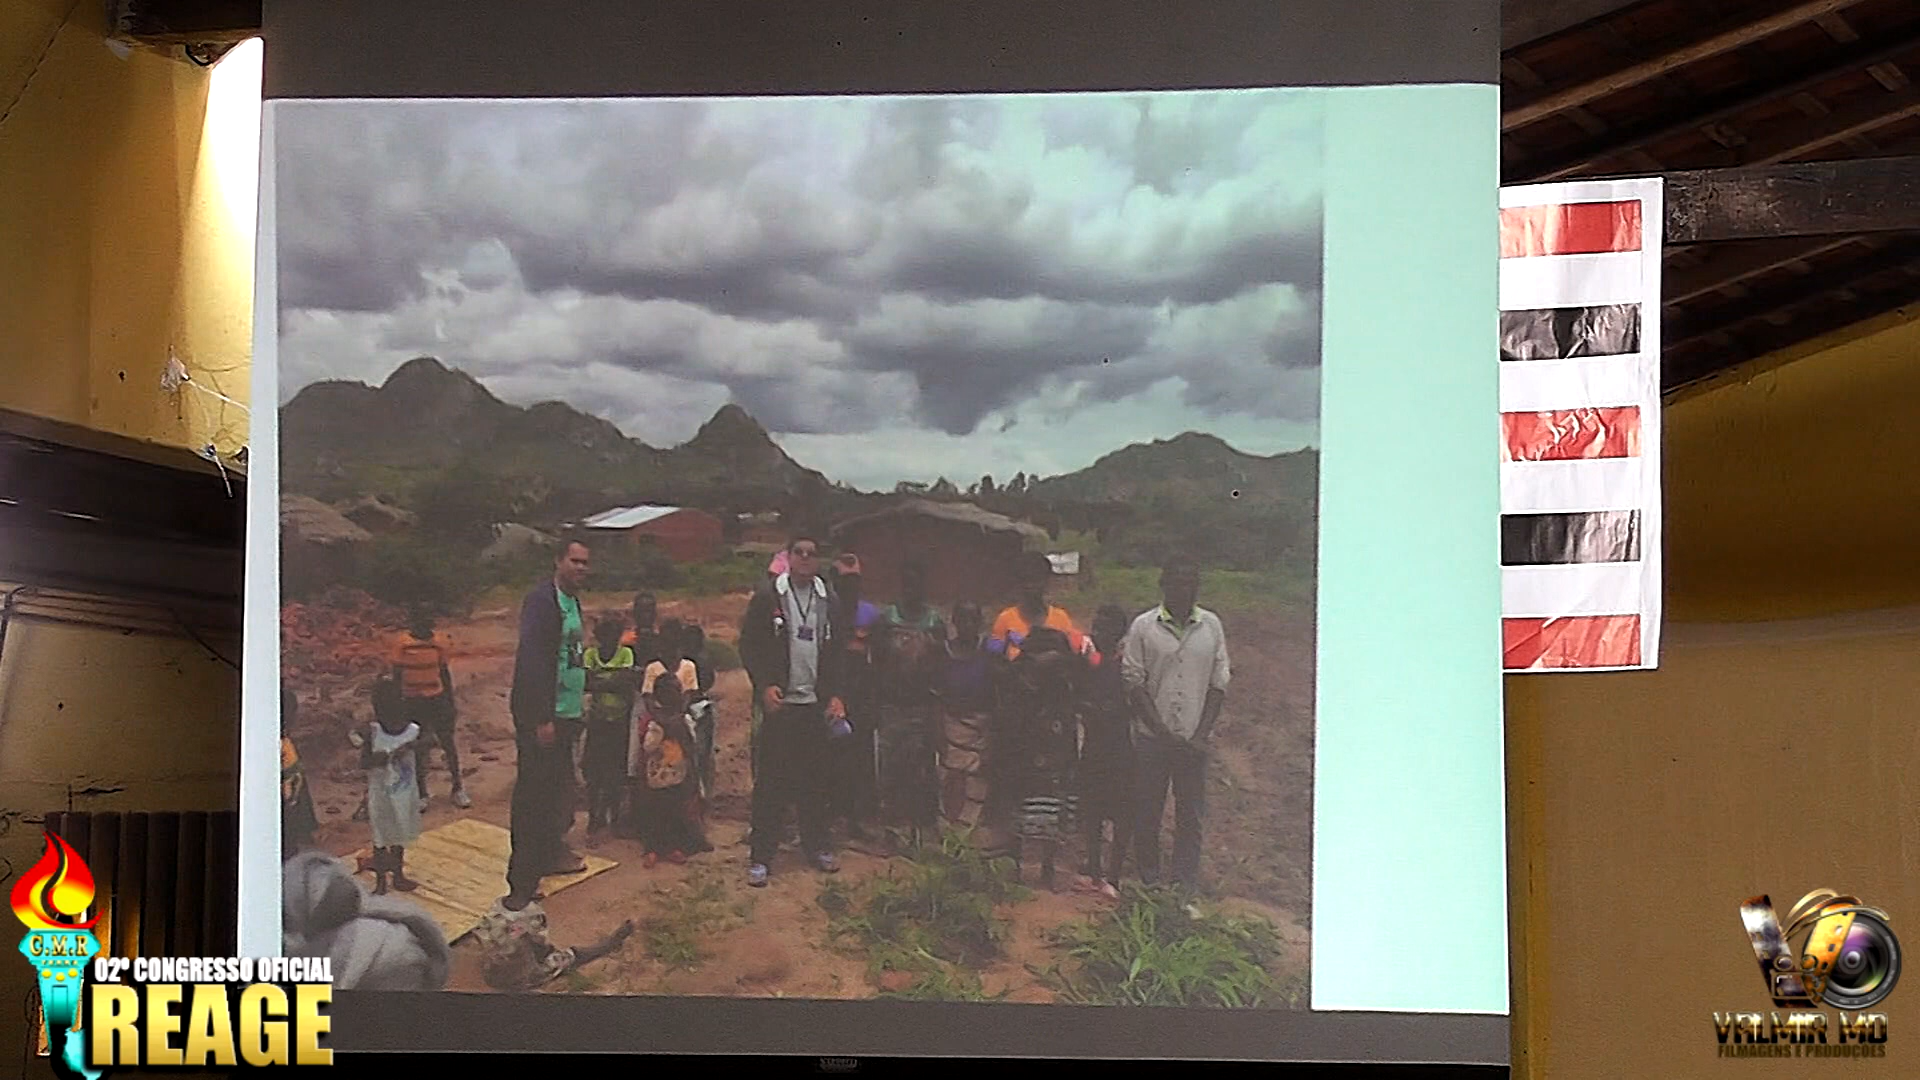 C.M.R
02º CONGRESSO OFICIAL
REAGE
VALMIR MD
FILMAGENS E PRODUÇÕES